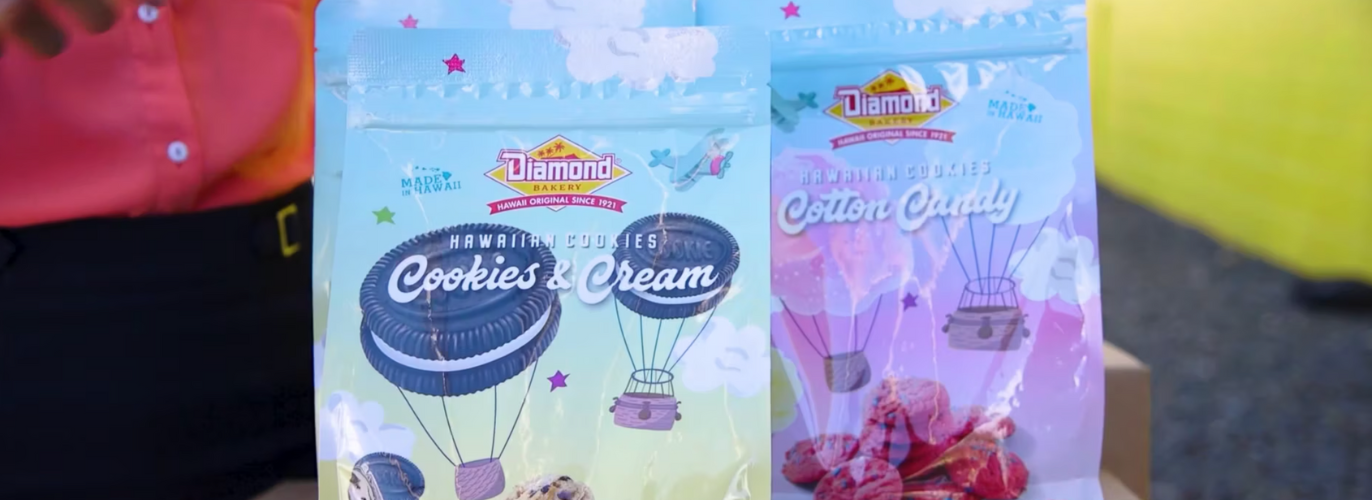 MADE
IN HAWAII
Diamond
BAKERY
HAWAII ORIGINAL SINCE 1921
HAWAIIAN COOKIES
Cookies & Cream
Diamond
BAKERY
HAWAII ORIGINAL SINCE 1921
MADE
IN HAWAII
HAWAIIAN COOKIES
Cotton Candy